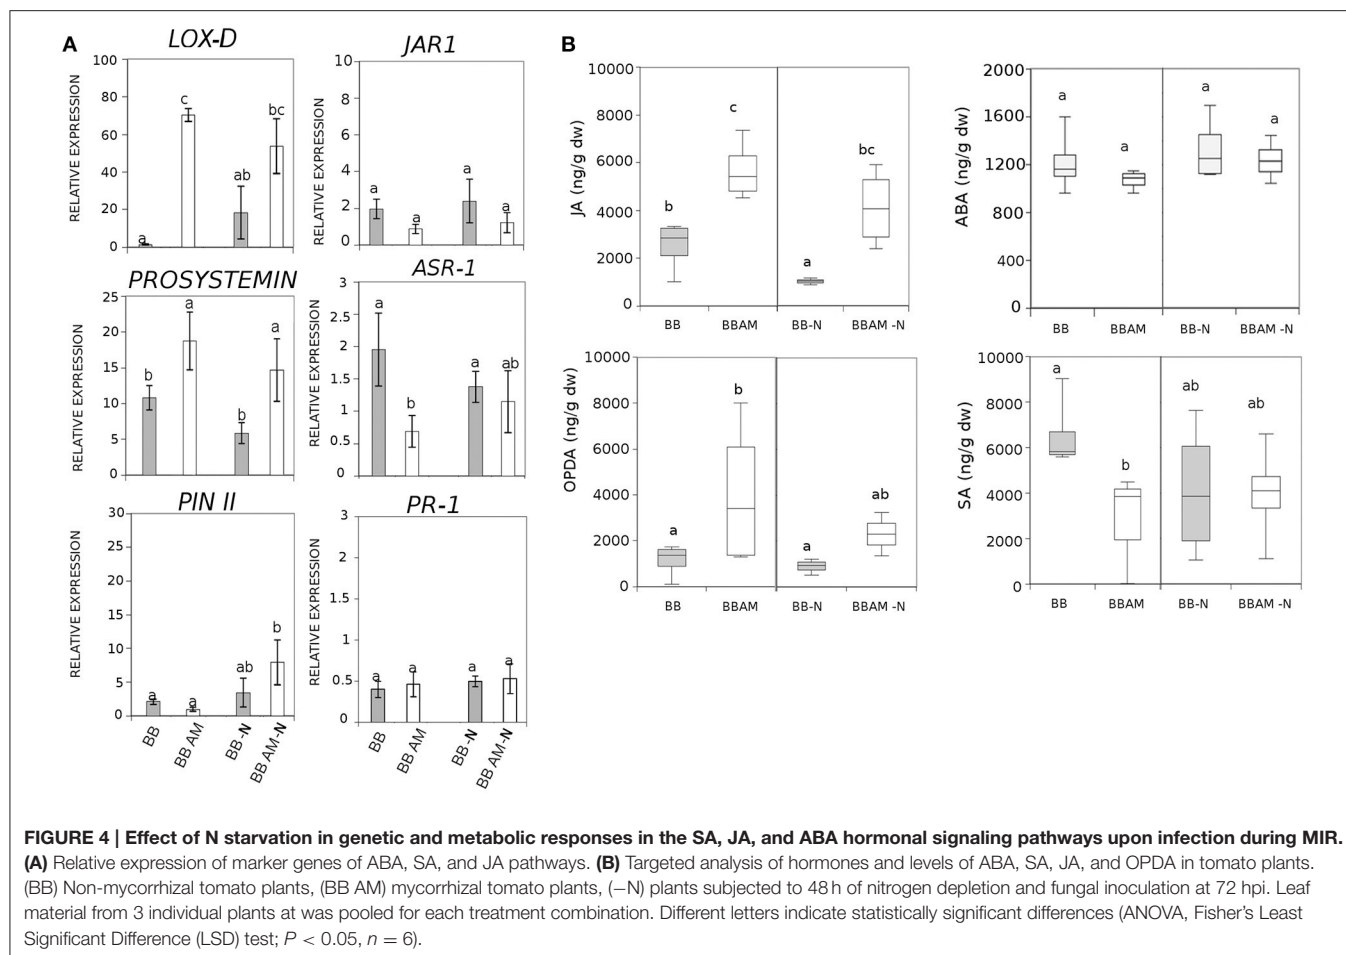 A
LOX-D
RELATIVE EXPRESSION
100
80
60
40
20
0
a
c
ab
bc
JAR1
RELATIVE EXPRESSION
10
8
6
4
2
0
a
a
a
a
PROSYSTEMIN
RELATIVE EXPRESSION
25
20
15
10
5
0
b
a
b
a
ASR-1
RELATIVE EXPRESSION
3
2.5
2
1.5
1
0.5
0
a
b
a
ab
PIN II
RELATIVE EXPRESSION
30
25
20
15
10
5
0
a
a
ab
b
BB
BB AM
BB-N
BB AM-N
PR-1
RELATIVE EXPRESSION
3
2.5
2
1.5
1
0.5
0
a
a
a
a
BB
BB AM
BB-N
BB AM-N
B
JA (ng/g dw)
10000
8000
6000
4000
2000
0
b
c
a
bc
BB
BBAM
BB-N
BBAM -N
ABA (ng/g dw)
2000
1600
1200
800
400
0
a
a
a
a
BB
BBAM
BB-N
BBAM -N
OPDA (ng/g dw)
10000
8000
6000
4000
2000
0
a
b
a
ab
BB
BBAM
BB-N
BBAM -N
SA (ng/g dw)
10000
8000
6000
4000
2000
0
a
b
ab
ab
BB
BBAM
BB-N
BBAM -N
FIGURE 4 | Effect of N starvation in genetic and metabolic responses in the SA, JA, and ABA hormonal signaling pathways upon infection during MIR.
(A) Relative expression of marker genes of ABA, SA, and JA pathways. (B) Targeted analysis of hormones and levels of ABA, SA, JA, and OPDA in tomato plants.
(BB) Non-mycorrhizal tomato plants, (BB AM) mycorrhizal tomato plants, (−N) plants subjected to 48 h of nitrogen depletion and fungal inoculation at 72 hpi. Leaf
material from 3 individual plants at was pooled for each treatment combination. Different letters indicate statistically significant differences (ANOVA, Fisher's Least
Significant Difference (LSD) test; P < 0.05, n = 6).